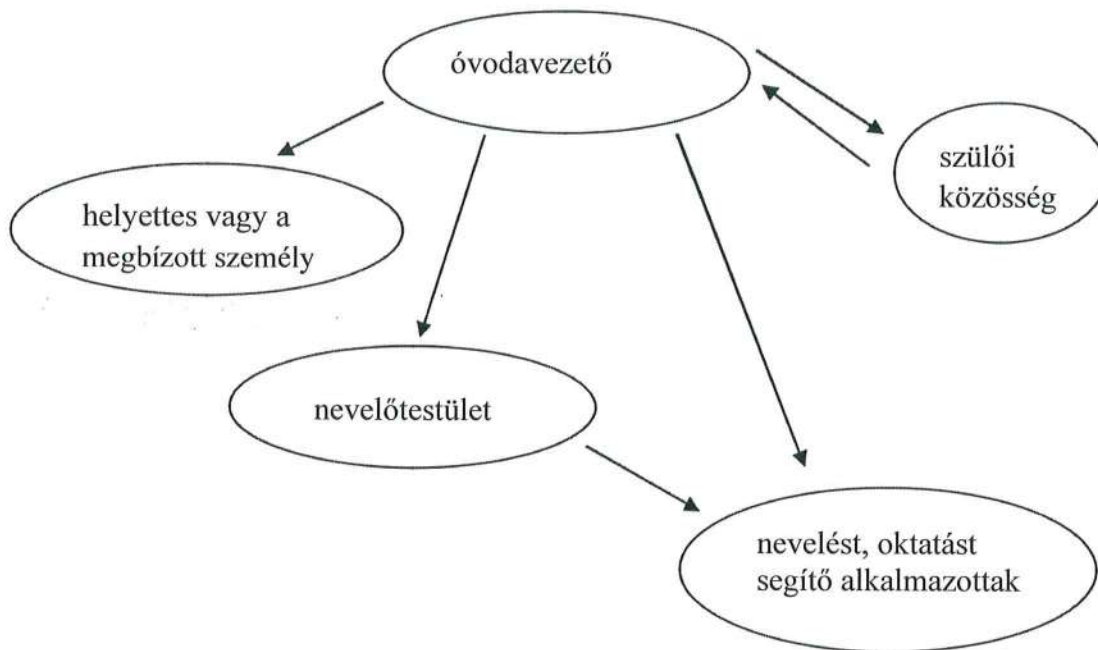 óvodavezető
szülői
közösség
helyettes vagy a
megbízott személy
nevelőtestület
nevelést, oktatást
segítő alkalmazottak